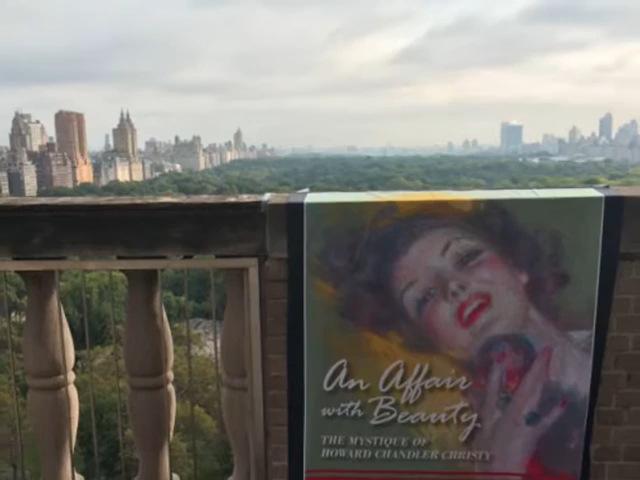 An Affair
with Beauty
THE MYSTIQUE OF
HOWARD CHANDLER CHRISTY